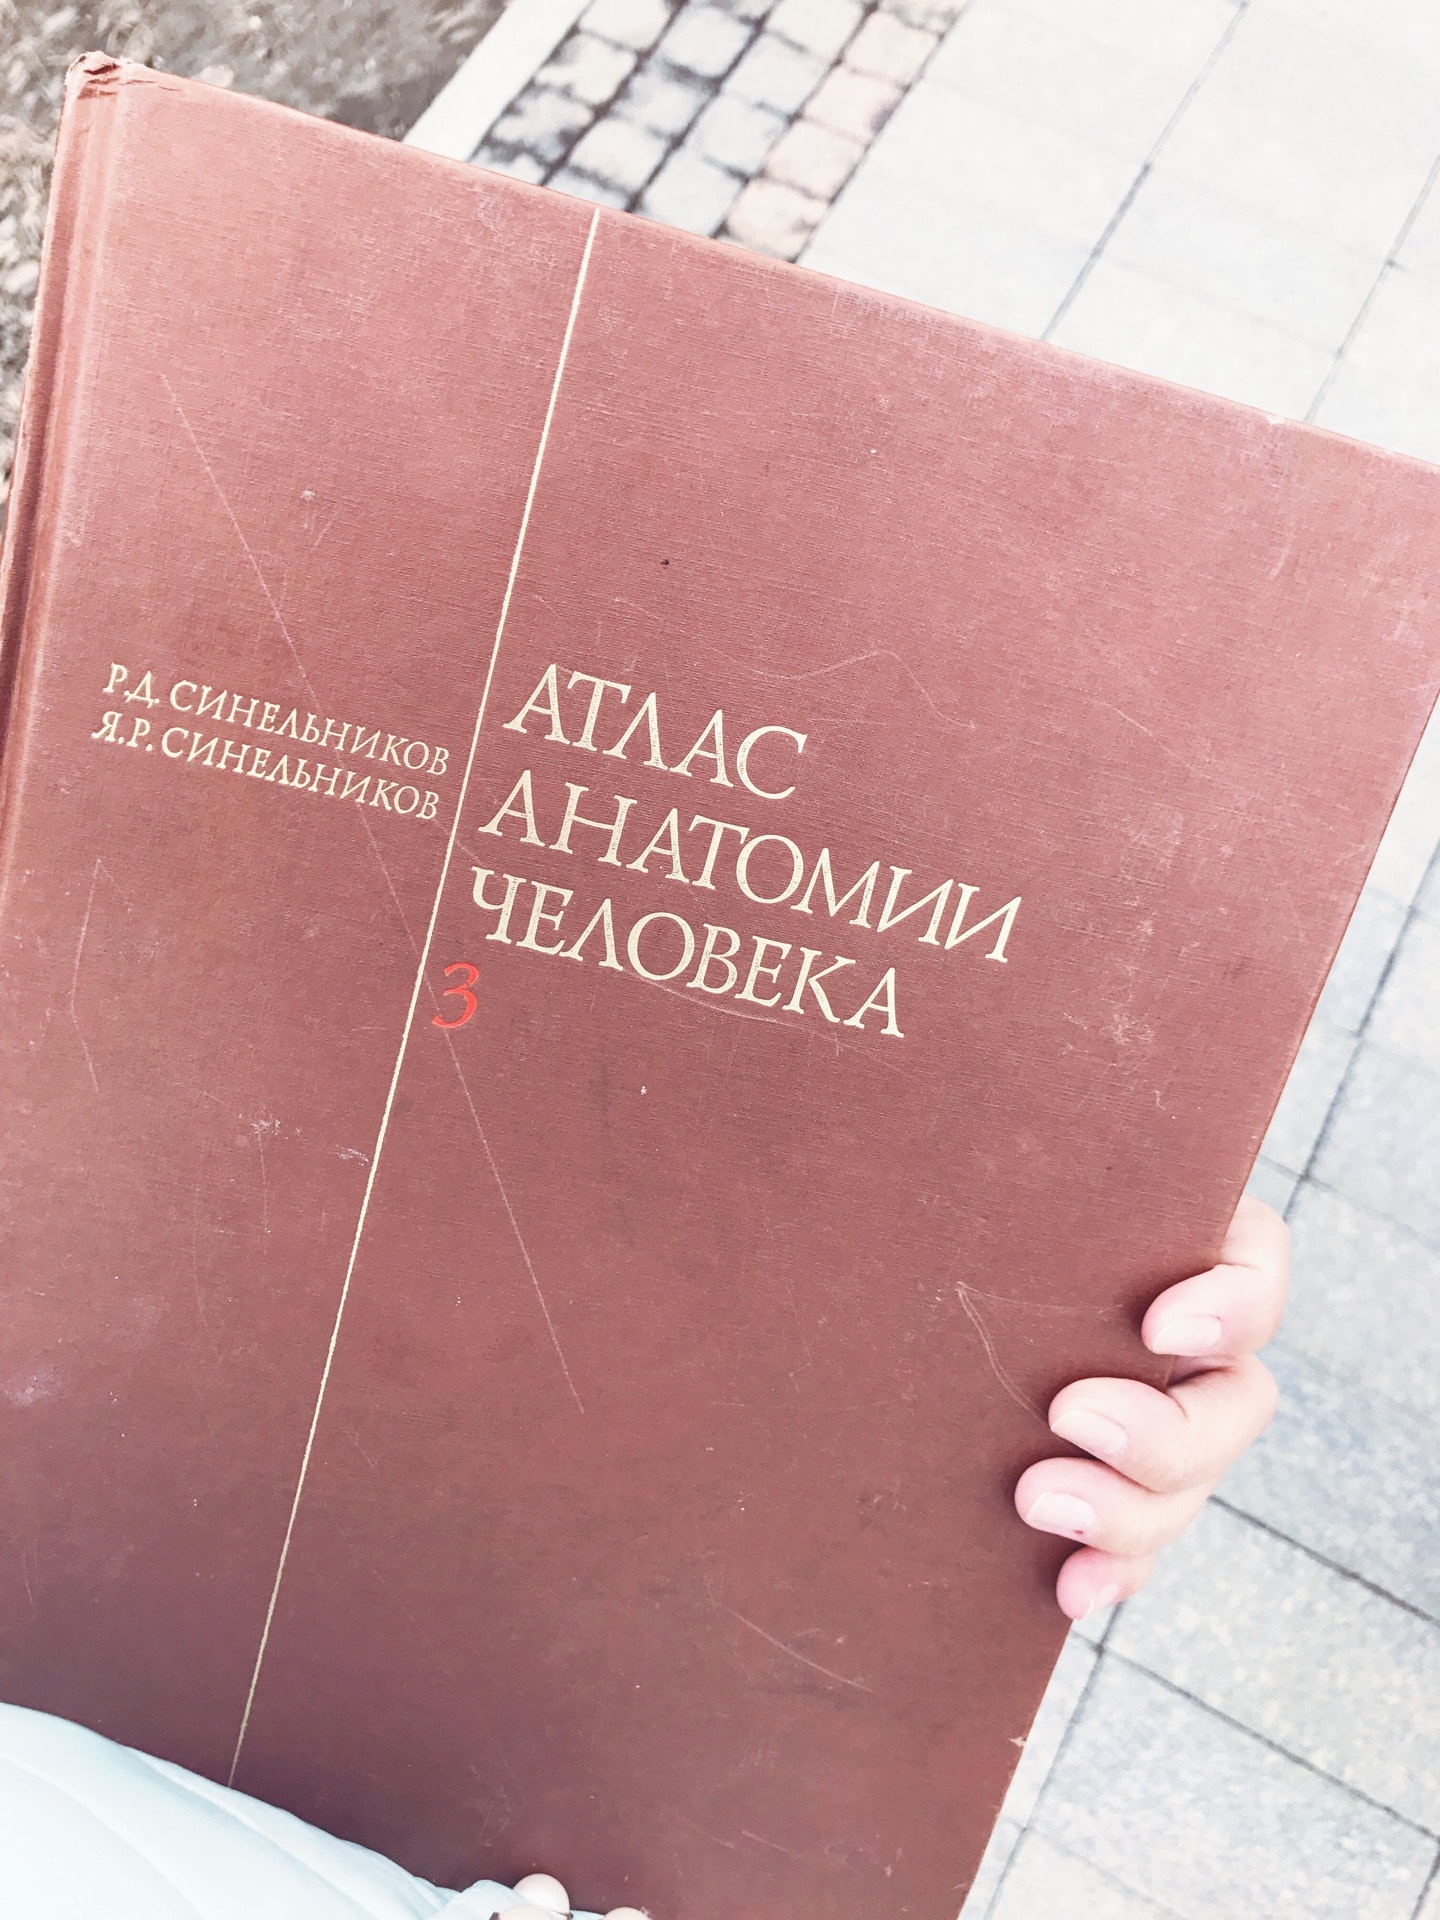 Р.Д. СИНЕЛЬНИКОВ
Я.Р. СИНЕЛЬНИКОВ
АТЛАС
АНАТОМИИ
ЧЕЛОВЕКА
3